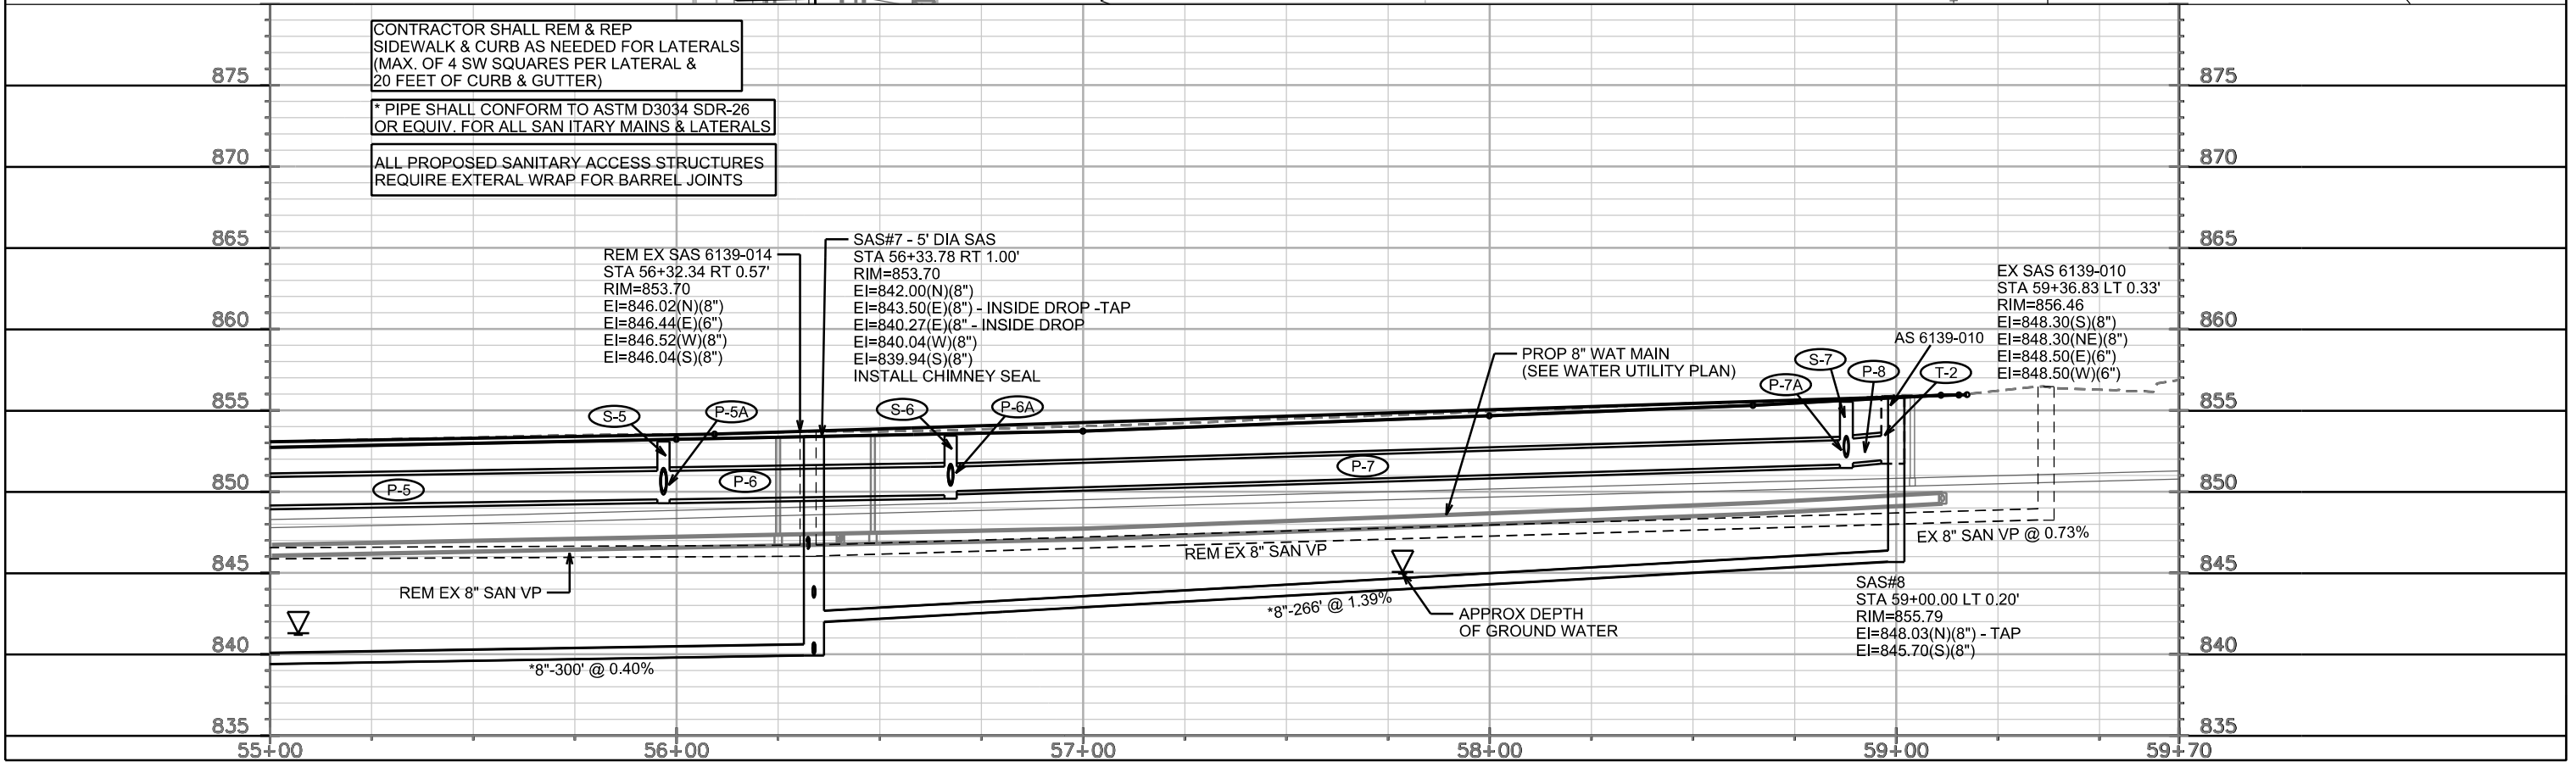 CONTRACTOR SHALL REM & REP
SIDEWALK & CURB AS NEEDED FOR LATERALS
(MAX. OF 4 SW SQUARES PER LATERAL &
20 FEET OF CURB & GUTTER)
* PIPE SHALL CONFORM TO ASTM D3034 SDR-26
OR EQUIV. FOR ALL SAN ITARY MAINS & LATERALS
ALL PROPOSED SANITARY ACCESS STRUCTURES
REQUIRE EXTERAL WRAP FOR BARREL JOINTS
875
870
865
860
855
850
845
840
835
REM EX SAS 6139-014
STA 56+32.34 RT 0.57'
RIM=853.70
EI=846.02(N)(8")
EI=846.44(E)(6")
EI=846.52(W)(8")
EI=846.04(S)(8")
SAS#7 - 5' DIA SAS
STA 56+33.78 RT 1.00'
RIM=853.70
EI=842.00(N)(8")
EI=843.50(E)(8") - INSIDE DROP -TAP
EI=840.27(E)(8" - INSIDE DROP
EI=840.04(W)(8")
EI=839.94(S)(8")
INSTALL CHIMNEY SEAL
PROP 8" WAT MAIN
(SEE WATER UTILITY PLAN)
AS 6139-010
EX SAS 6139-010
STA 59+36.83 LT 0.33'
RIM=856.46
EI=848.30(S)(8")
EI=848.30(NE)(8")
EI=848.50(E)(6")
EI=848.50(W)(6")
S-5
P-5A
S-6
P-6A
P-7A
S-7
P-8
T-2
P-5
P-6
P-7
REM EX 8" SAN VP
REM EX 8" SAN VP
EX 8" SAN VP @ 0.73%
*8"-300' @ 0.40%
*8"-266' @ 1.39%
APPROX DEPTH
OF GROUND WATER
SAS#8
STA 59+00.00 LT 0.20'
RIM=855.79
EI=848.03(N)(8") - TAP
EI=845.70(S)(8")
875
870
865
860
855
850
845
840
835
55+00
56+00
57+00
58+00
59+00
59+70